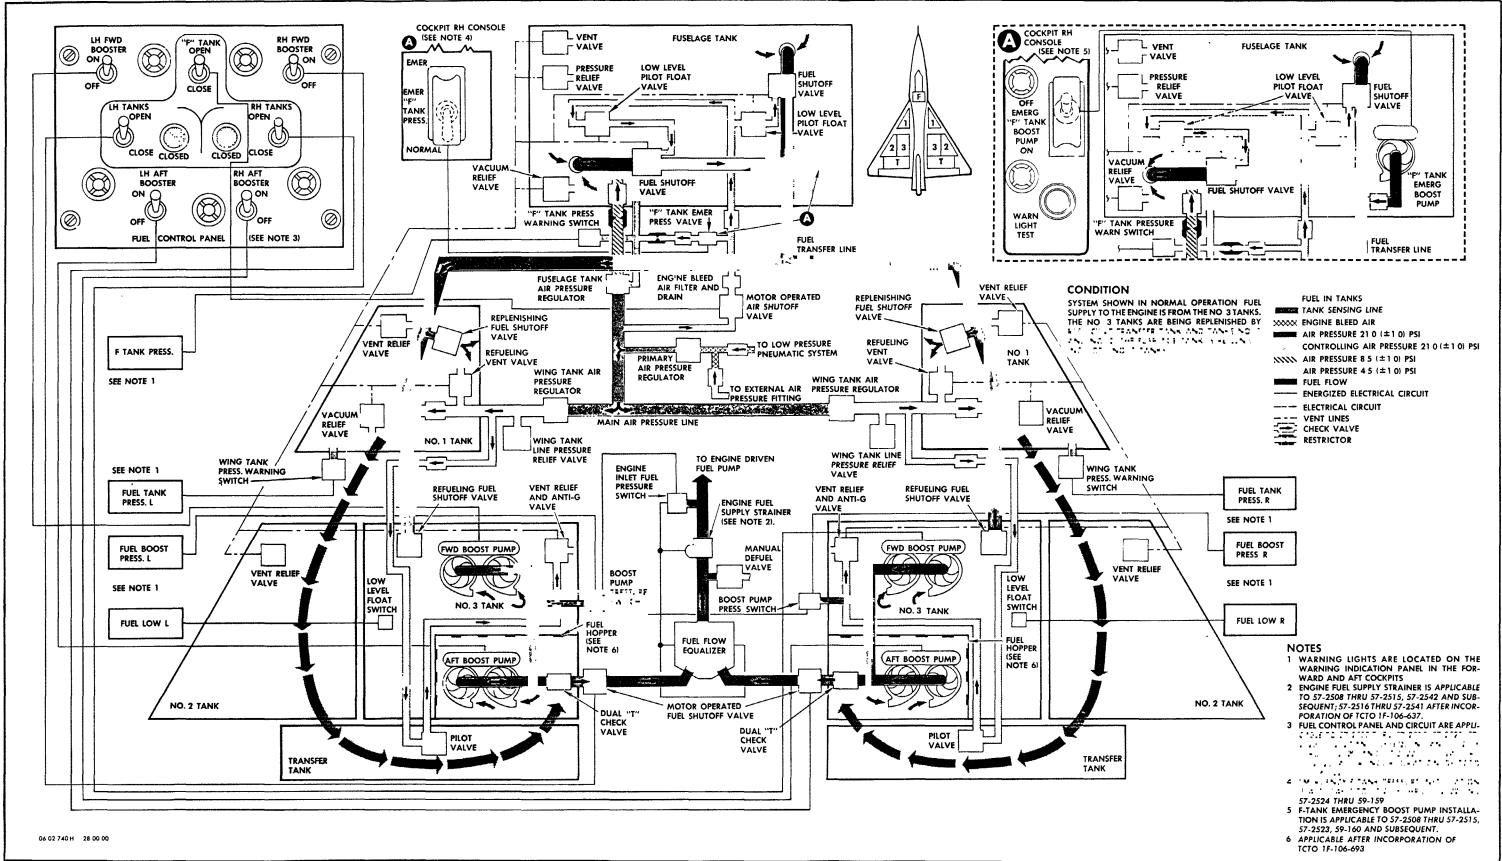 LH FWD
BOOSTER
ON
OFF
"F" TANK
OPEN
CLOSE
RH FWD
BOOSTER
ON
OFF
LH TANKS
OPEN
CLOSE
CLOSED
CLOSED
RH TANKS
OPEN
CLOSE
LH AFT
BOOSTER
ON
OFF
RH AFT
BOOSTER
ON
OFF
FUEL CONTROL PANEL (SEE NOTE 3)
A
COCKPIT RH CONSOLE
(SEE NOTE 4)
EMER
EMER
"F"
TANK
PRESS.
NORMAL
VENT
VALVE
FUSELAGE TANK
PRESSURE
RELIEF
VALVE
LOW LEVEL
PILOT FLOAT
VALVE
FUEL
SHUTOFF
VALVE
LOW LEVEL
PILOT FLOAT
VALVE
VACUUM
RELIEF
VALVE
FUEL SHUTOFF
VALVE
"F" TANK PRESS
WARNING SWITCH
"F" TANK EMER
PRESS VALVE
A
FUEL
TRANSFER LINE
F
1 1
2 3 3 2
T T
A
COCKPIT RH
CONSOLE
(SEE NOTE 5)
OFF
EMERG
"F" TANK
BOOST
PUMP
ON
WARN
LIGHT
TEST
VENT
VALVE
FUSELAGE TANK
PRESSURE
RELIEF
VALVE
LOW LEVEL
PILOT FLOAT
VALVE
FUEL
SHUTOFF
VALVE
VACUUM
RELIEF
VALVE
FUEL SHUTOFF VALVE
"F" TANK
EMERG
BOOST
PUMP
"F" TANK PRESSURE
WARN SWITCH
FUEL
TRANSFER LINE
FUSELAGE TANK
AIR PRESSURE
REGULATOR
ENGINE BLEED
AIR FILTER AND
DRAIN
MOTOR OPERATED
AIR SHUTOFF
VALVE
REPLENISHING
FUEL SHUTOFF
VALVE
VENT RELIEF
VALVE
REPLENISHING
FUEL SHUTOFF
VALVE
VENT RELIEF
VALVE
REFUELING
VENT VALVE
REFUELING
VENT
VALVE
NO. 1
TANK
PRIMARY
AIR PRESSURE
REGULATOR
TO LOW PRESSURE
PNEUMATIC SYSTEM
TO EXTERNAL AIR
PRESSURE FITTING
WING TANK AIR
PRESSURE
REGULATOR
WING TANK AIR
PRESSURE REGULATOR
MAIN AIR PRESSURE LINE
VACUUM
RELIEF
VALVE
NO. 1 TANK
VACUUM
RELIEF
VALVE
WING TANK
LINE PRESSURE
RELIEF VALVE
WING TANK LINE
PRESSURE RELIEF
VALVE
F TANK PRESS.
SEE NOTE 1
SEE NOTE 1
FUEL TANK
PRESS. L
FUEL BOOST
PRESS. L
SEE NOTE 1
FUEL LOW L
WING TANK
PRESS. WARNING
SWITCH
WING TANK
PRESS. WARNING
SWITCH
FUEL TANK
PRESS. R
SEE NOTE 1
FUEL BOOST
PRESS R
SEE NOTE 1
FUEL LOW R
REFUELING FUEL
SHUTOFF VALVE
VENT RELIEF
AND ANTI-G
VALVE
ENGINE
INLET FUEL
PRESSURE
SWITCH
TO ENGINE DRIVEN
FUEL PUMP
ENGINE FUEL
SUPPLY STRAINER
(SEE NOTE 2).
MANUAL
DEFUEL
VALVE
VENT RELIEF
AND ANTI-G
VALVE
REFUELING FUEL
SHUTOFF VALVE
VENT RELIEF
VALVE
FWD BOOST PUMP
NO. 3 TANK
LOW
LEVEL
FLOAT
SWITCH
BOOST
PUMP
BOOST PUMP
PRESS SWITCH
FWD BOOST PUMP
NO. 3 TANK
LOW
LEVEL
FLOAT
SWITCH
VENT RELIEF
VALVE
FUEL
HOPPER
(SEE
NOTE 6)
FUEL FLOW
EQUALIZER
FUEL
HOPPER
(SEE
NOTE 6)
AFT BOOST PUMP
AFT BOOST PUMP
NO. 2 TANK
PILOT
VALVE
DUAL "T"
CHECK
VALVE
MOTOR OPERATED
FUEL SHUTOFF VALVE
DUAL "T"
CHECK
VALVE
PILOT
VALVE
NO. 2 TANK
TRANSFER
TANK
TRANSFER
TANK
CONDITION
SYSTEM SHOWN IN NORMAL OPERATION FUEL
SUPPLY TO THE ENGINE IS FROM THE NO 3 TANKS.
THE NO 3 TANKS ARE BEING REPLENISHED BY
FUEL IN TANKS
TANK SENSING LINE
ENGINE BLEED AIR
AIR PRESSURE 21 0 (±1 0) PSI
CONTROLLING AIR PRESSURE 21 0 (±1 0) PSI
AIR PRESSURE 8 5 (±1 0) PSI
AIR PRESSURE 4 5 (±1 0) PSI
FUEL FLOW
ENERGIZED ELECTRICAL CIRCUIT
ELECTRICAL CIRCUIT
VENT LINES
CHECK VALVE
RESTRICTOR
NOTES
1 WARNING LIGHTS ARE LOCATED ON THE
WARNING INDICATION PANEL IN THE FOR-
WARD AND AFT COCKPITS
2 ENGINE FUEL SUPPLY STRAINER IS APPLICABLE
TO 57-2508 THRU 57-2515, 57-2542 AND SUB-
SEQUENT; 57-2516 THRU 57-2541 AFTER INCOR-
PORATION OF TCTO 1F-106-637.
3 FUEL CONTROL PANEL AND CIRCUIT ARE APPLI-
4
57-2524 THRU 59-159
5 F-TANK EMERGENCY BOOST PUMP INSTALLA-
TION IS APPLICABLE TO 57-2508 THRU 57-2515,
57-2523, 59-160 AND SUBSEQUENT.
6 APPLICABLE AFTER INCORPORATION OF
TCTO 1F-106-693
06 02 740 H 28 00 00